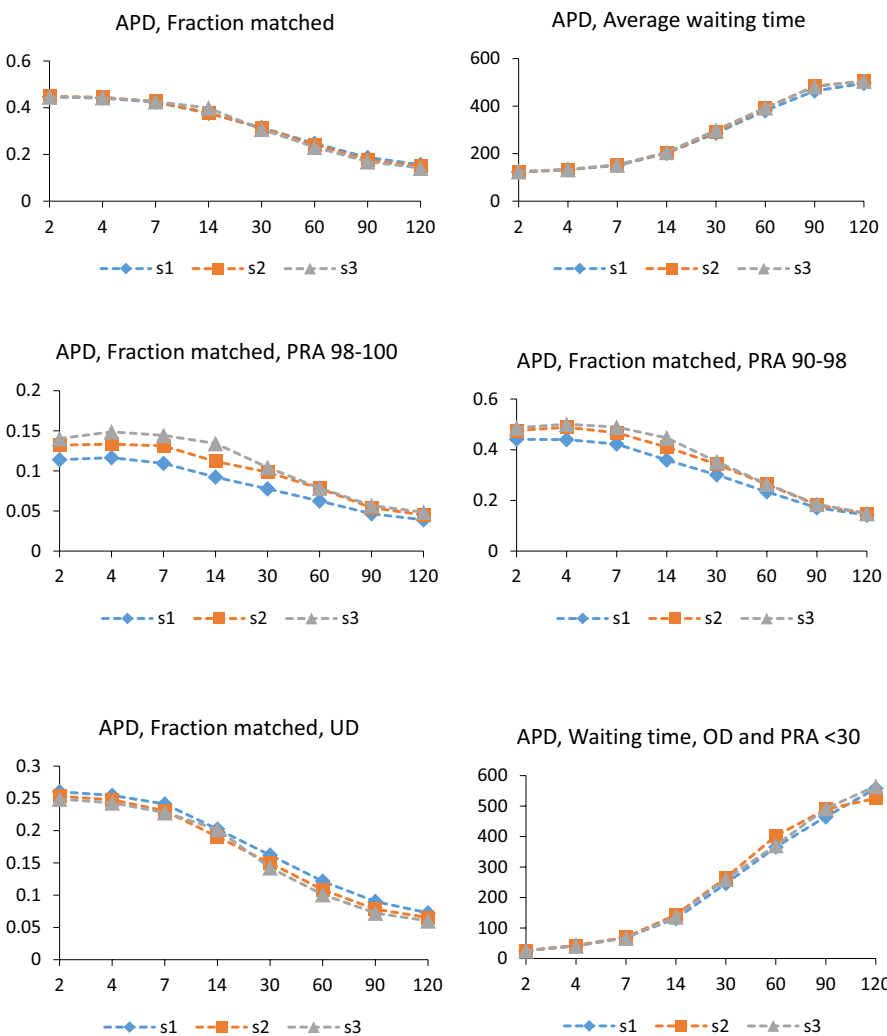 APD, Fraction matched
0.6
0.4
0.2
0
2 4 7 14 30 60 90 120
s1 s2 s3
APD, Average waiting time
600
400
200
0
2 4 7 14 30 60 90 120
s1 s2 s3
APD, Fraction matched, PRA 98-100
0.2
0.15
0.1
0.05
0
2 4 7 14 30 60 90 120
s1 s2 s3
APD, Fraction matched, PRA 90-98
0.6
0.4
0.2
0
2 4 7 14 30 60 90 120
s1 s2 s3
APD, Fraction matched, UD
0.3
0.25
0.2
0.15
0.1
0.05
0
2 4 7 14 30 60 90 120
s1 s2 s3
APD, Waiting time, OD and PRA <30
600
500
400
300
200
100
0
2 4 7 14 30 60 90 120
s1 s2 s3